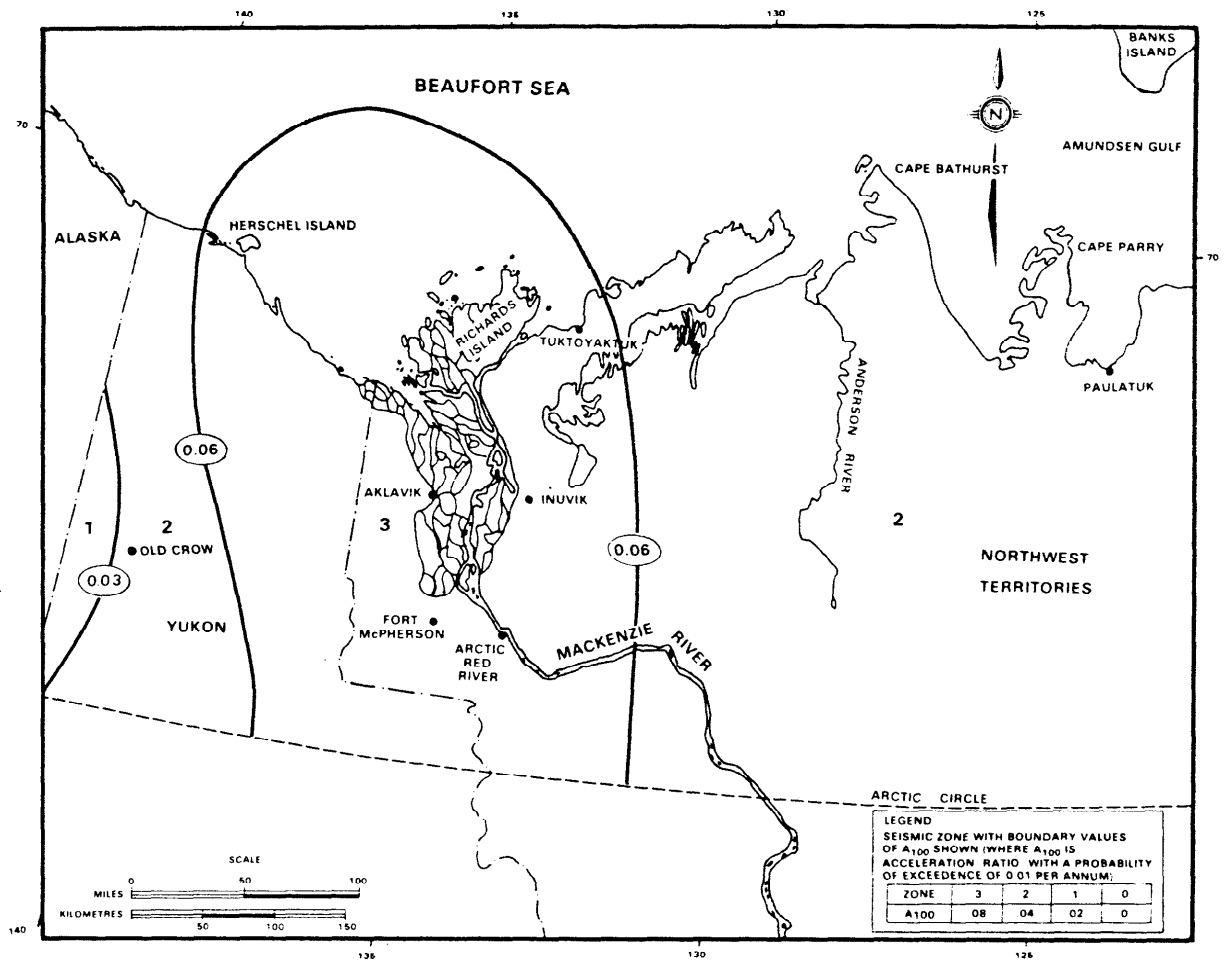 140
135
130
125
BANKS
ISLAND
BEAUFORT SEA
70
N
AMUNDSEN GULF
CAPE BATHURST
HERSCHEL ISLAND
ALASKA
CAPE PARRY
70
RICHARDS
ISLAND
TUKTOYAKTUK
PAULATUK
ANDERSON RIVER
0.06
AKLAVIK
INUVIK
1
2
3
2
OLD CROW
0.06
0.03
NORTHWEST
TERRITORIES
YUKON
FORT
McPHERSON
ARCTIC
RED
RIVER
MACKENZIE RIVER
ARCTIC CIRCLE
LEGEND
SEISMIC ZONE WITH BOUNDARY VALUES
OF A100 SHOWN (WHERE A100 IS
ACCELERATION RATIO WITH A PROBABILITY
OF EXCEEDENCE OF 0 01 PER ANNUM)
ZONE 3 2 1 0
A100 08 04 02 0
SCALE
0 50 100
MILES
KILOMETRES
50 100 150
140
135
130
125